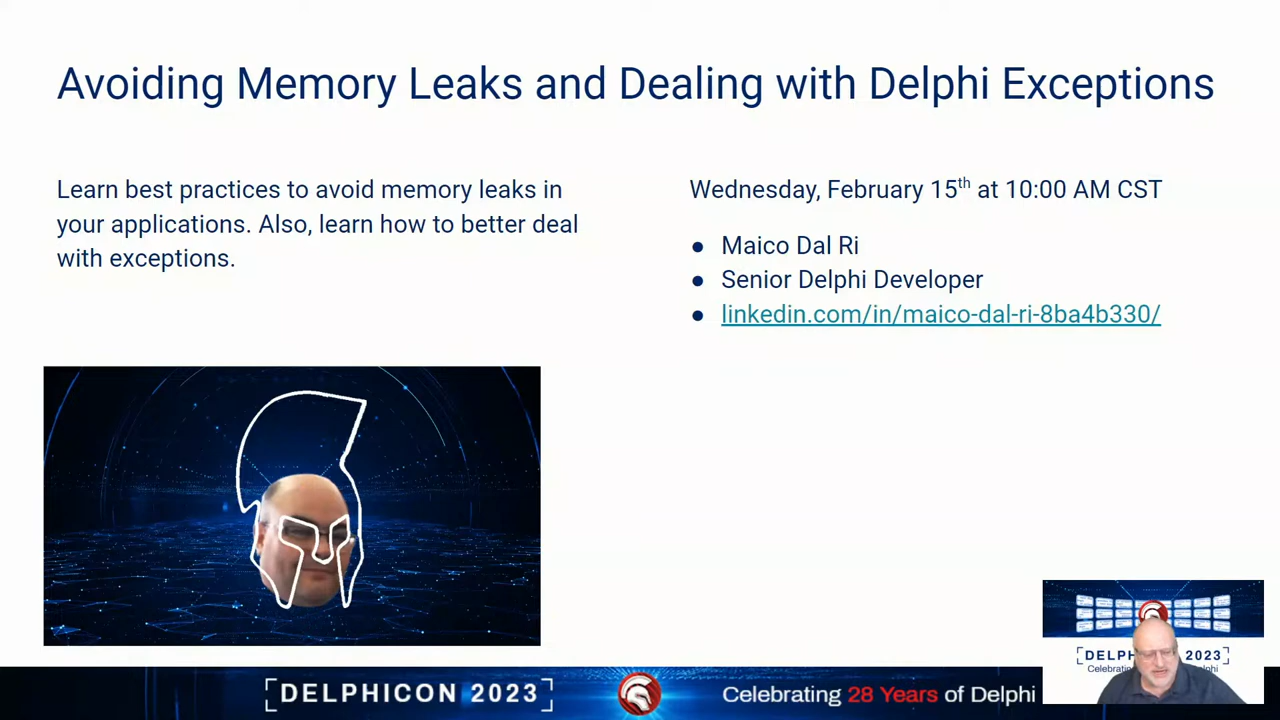 Avoiding Memory Leaks and Dealing with Delphi Exceptions
Learn best practices to avoid memory leaks in
your applications. Also, learn how to better deal
with exceptions.
Wednesday, February 15th at 10:00 AM CST
● Maico Dal Ri
● Senior Delphi Developer
● linkedin.com/in/maico-dal-ri-8ba4b330/
[DELPHICON 2023]
Celebrating 28 Years of Delphi